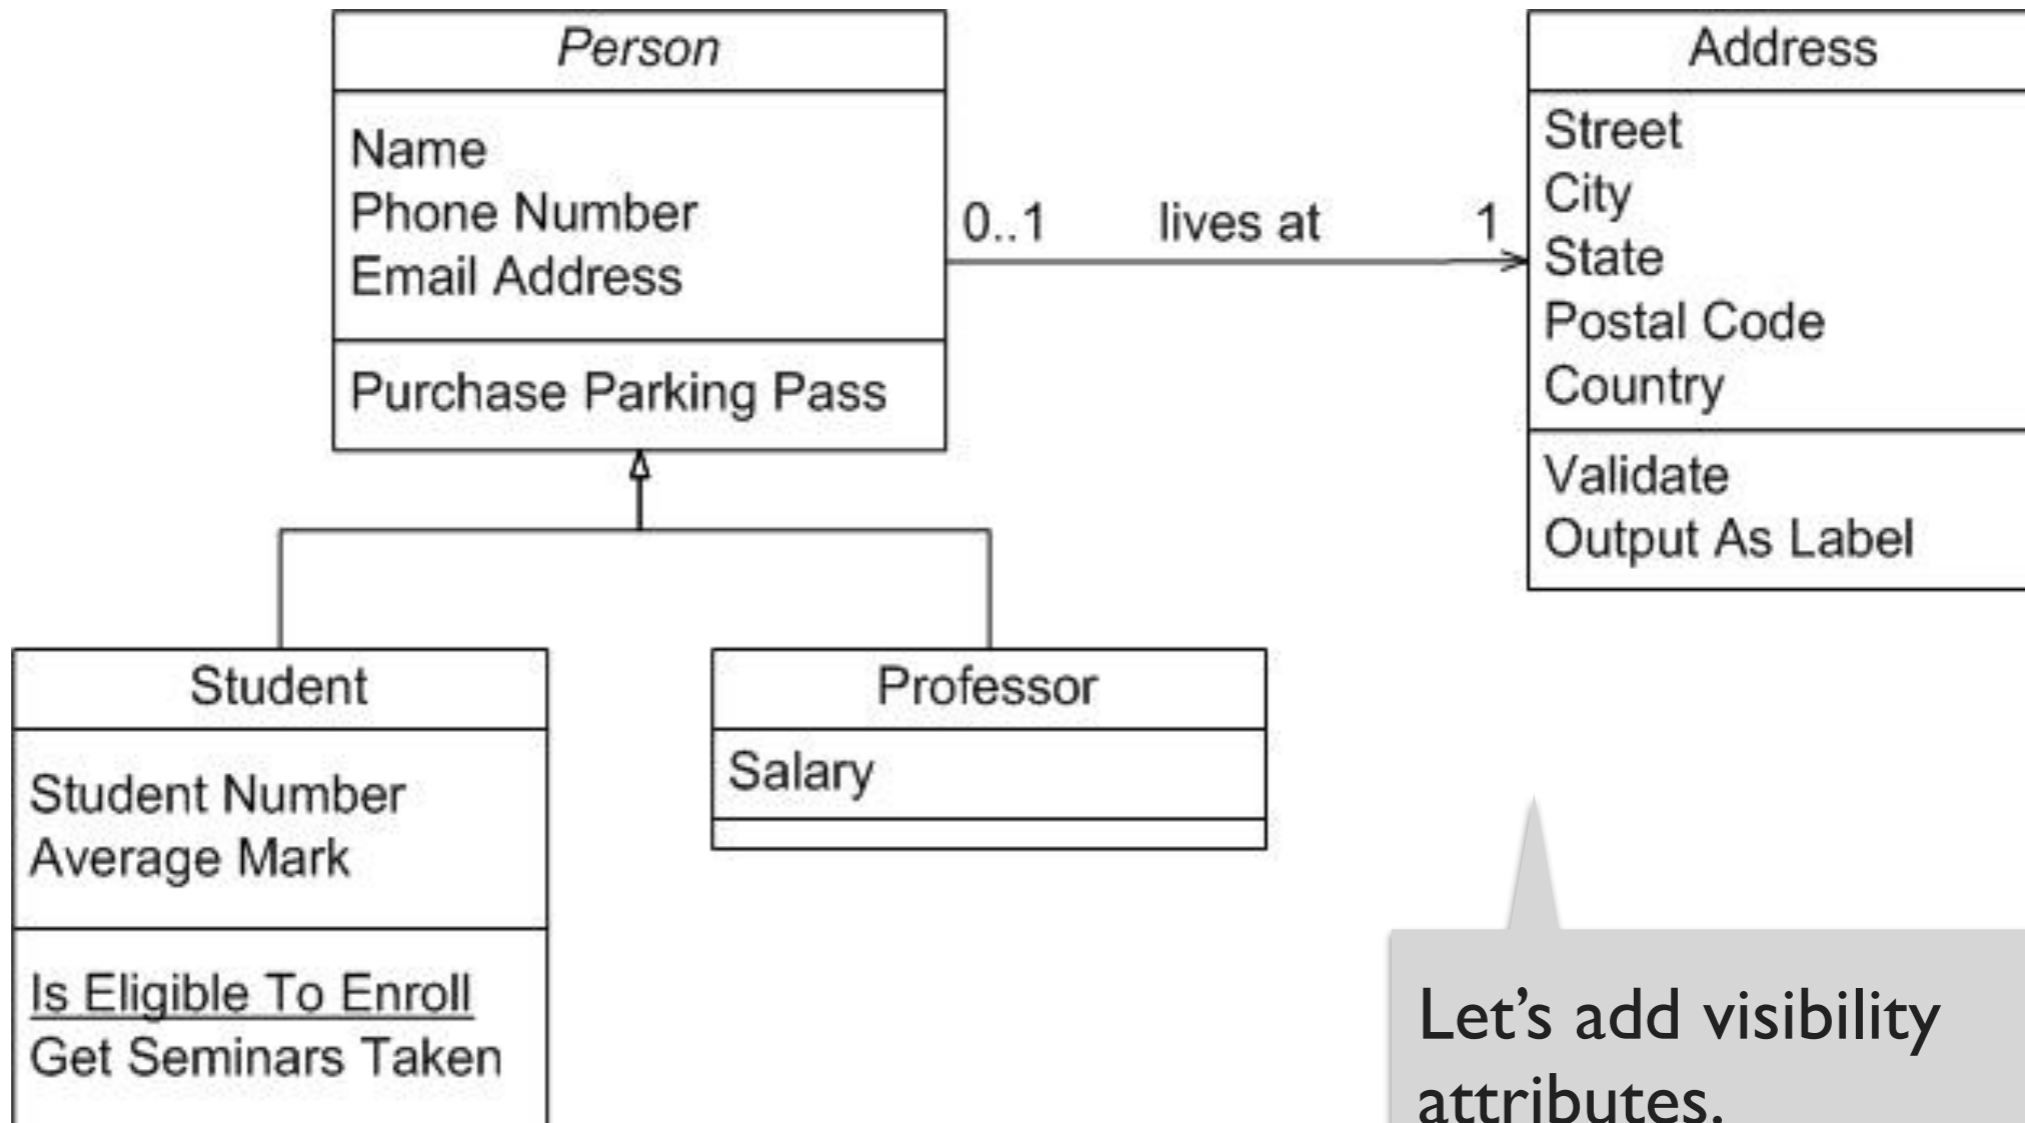 Person
Name
Phone Number
Email Address
Purchase Parking Pass
0..1 lives at 1
Address
Street
City
State
Postal Code
Country
Validate
Output As Label
Student
Student Number
Average Mark
Is Eligible To Enroll
Get Seminars Taken
Professor
Salary
Let’s add visibility
attributes.